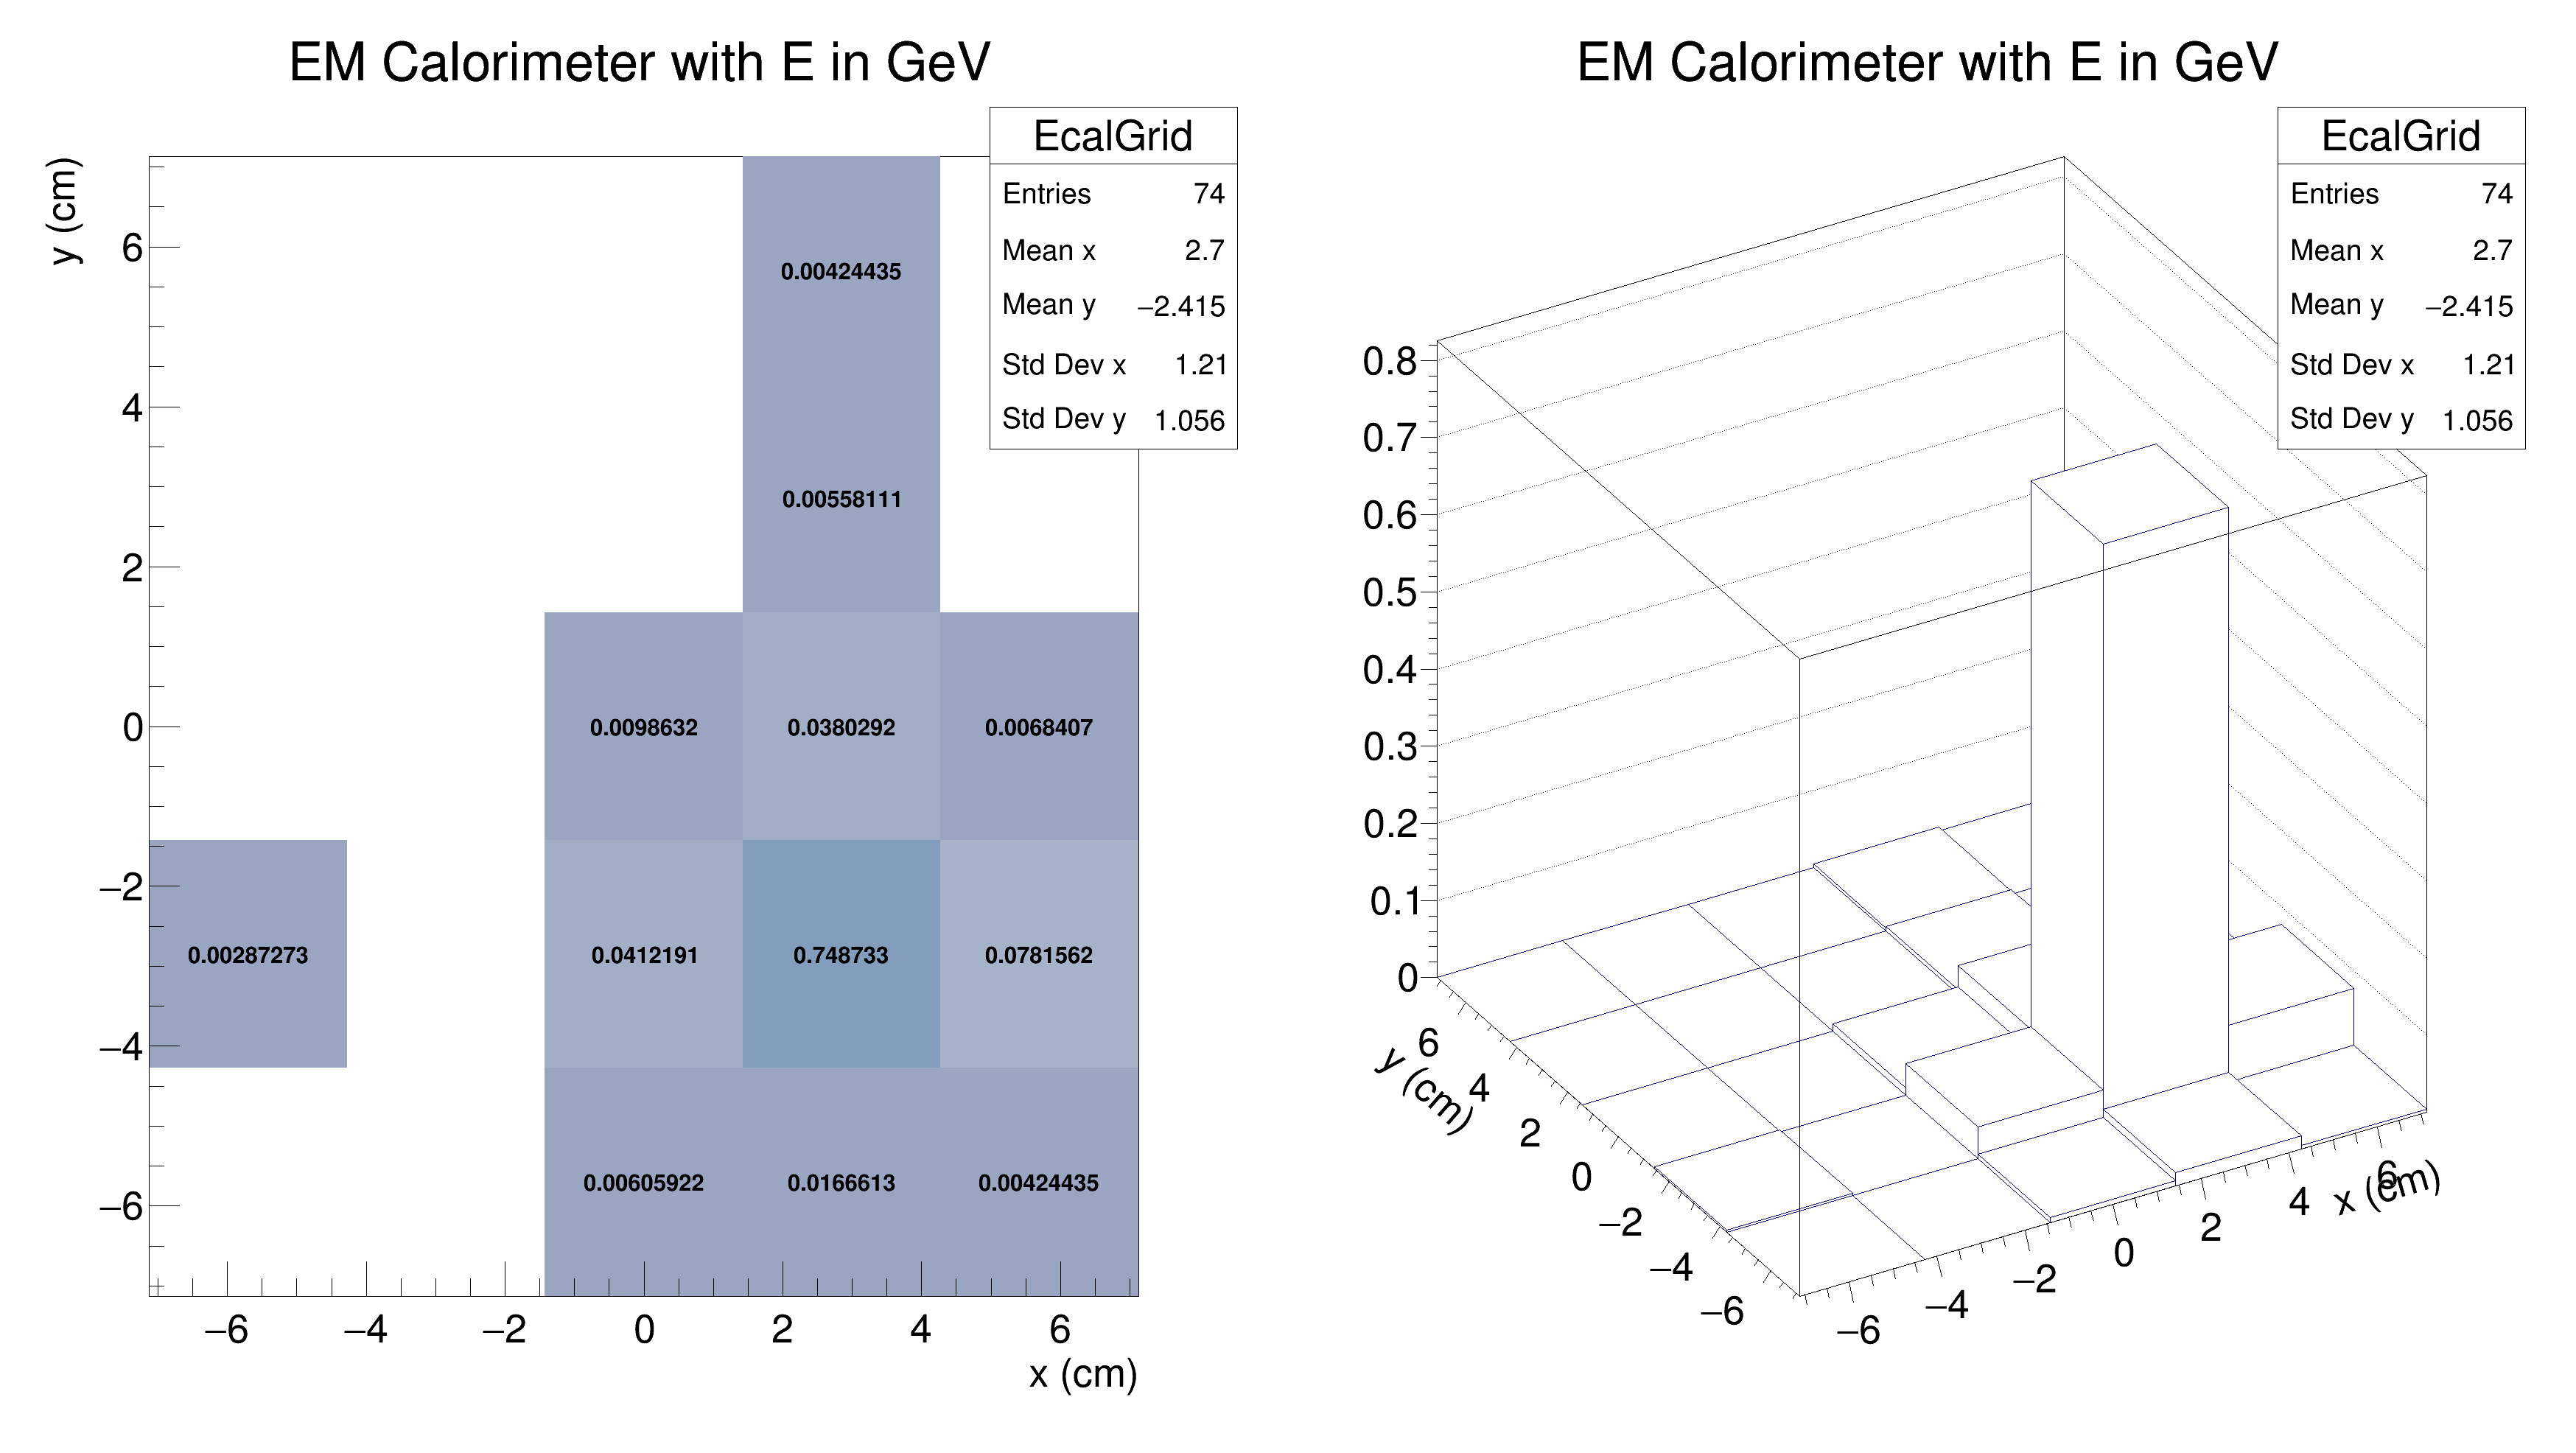 EM Calorimeter with E in GeV
EcalGrid
Entries 74
Mean x 2.7
Mean y −2.415
Std Dev x 1.21
Std Dev y 1.056
y (cm)
6
4
2
0
−2
−4
−6
0.00424435
0.00558111
0.0098632 0.0380292 0.0068407
0.00287273 0.0412191 0.748733 0.0781562
0.00605922 0.0166613 0.00424435
−6 −4 −2 0 2 4 6
x (cm)
EM Calorimeter with E in GeV
EcalGrid
Entries 74
Mean x 2.7
Mean y −2.415
Std Dev x 1.21
Std Dev y 1.056
0.8
0.7
0.6
0.5
0.4
0.3
0.2
0.1
0
y (cm)
6
4
2
0
−2
−4
−6
−6
−4
−2
0
2
4
6
x (cm)